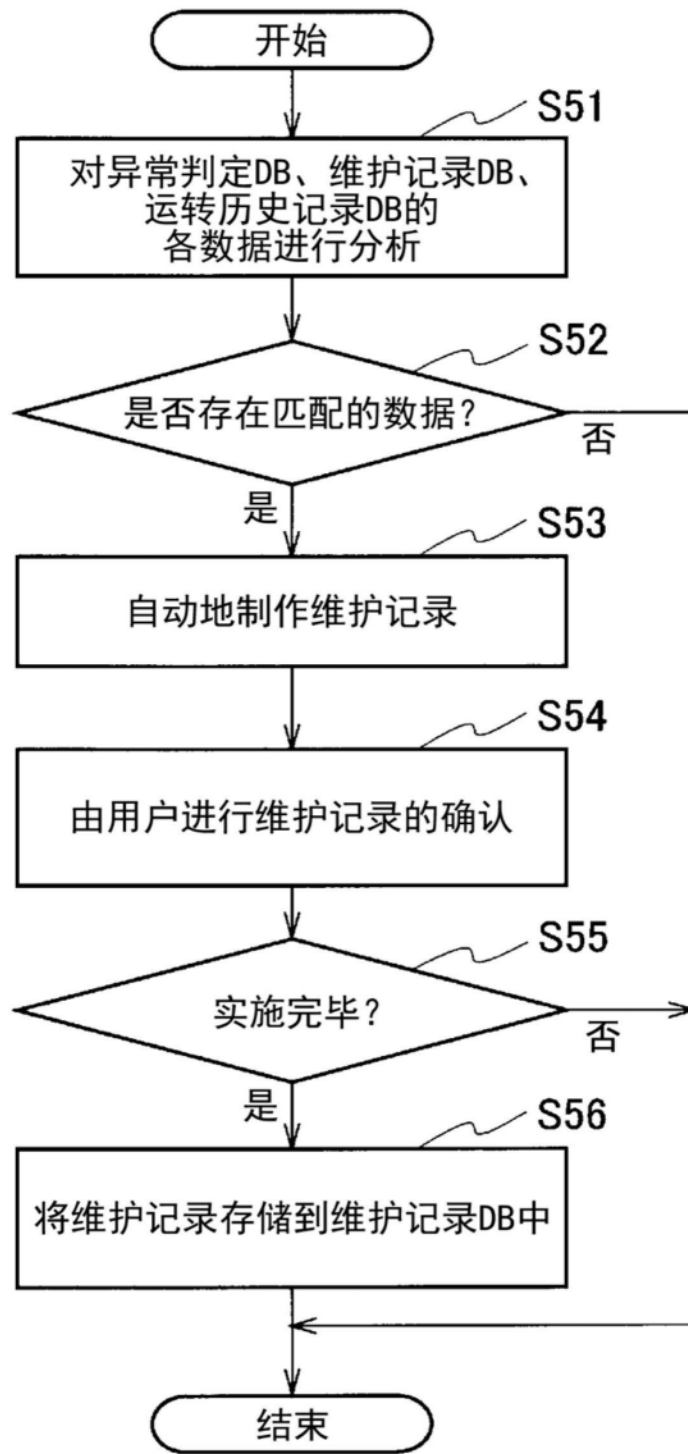 开始
S51
对异常判定DB、维护记录DB、
运转历史记录DB的
各数据进行分析
S52
是否存在匹配的数据?
否
是
S53
自动地制作维护记录
S54
由用户进行维护记录的确认
S55
实施完毕?
否
是
S56
将维护记录存储到维护记录DB中
结束